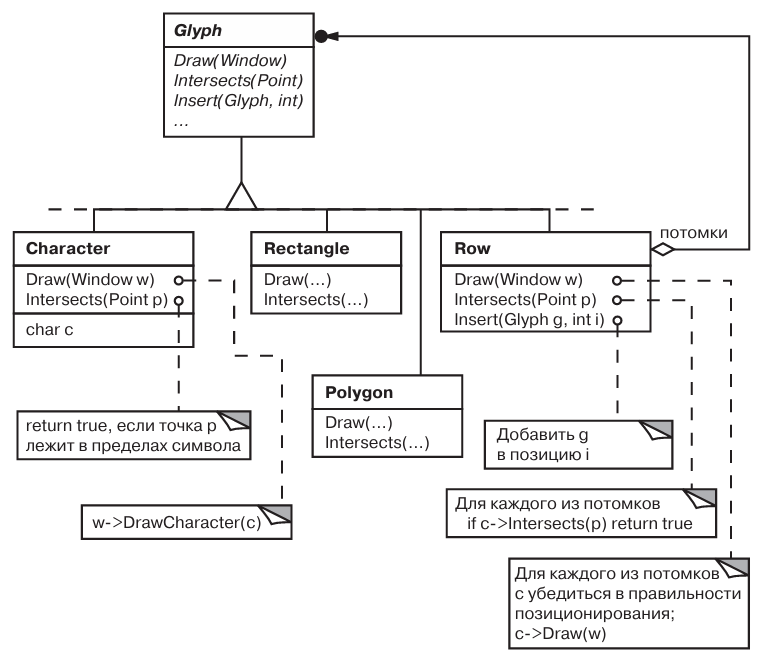 Glyph
Draw(Window)
Intersects(Point)
Insert(Glyph, int)
...
потомки
Character
Draw(Window w)
Intersects(Point p)
char c
Rectangle
Draw(...)
Intersects(...)
Row
Draw(Window w)
Intersects(Point p)
Insert(Glyph g, int i)
Polygon
Draw(...)
Intersects(...)
return true, если точка p
лежит в пределах символа
w->DrawCharacter(c)
Добавить g
в позицию i
Для каждого из потомков
if c->Intersects(p) return true
Для каждого из потомков
с убедиться в правильности
позиционирования;
c->Draw(w)